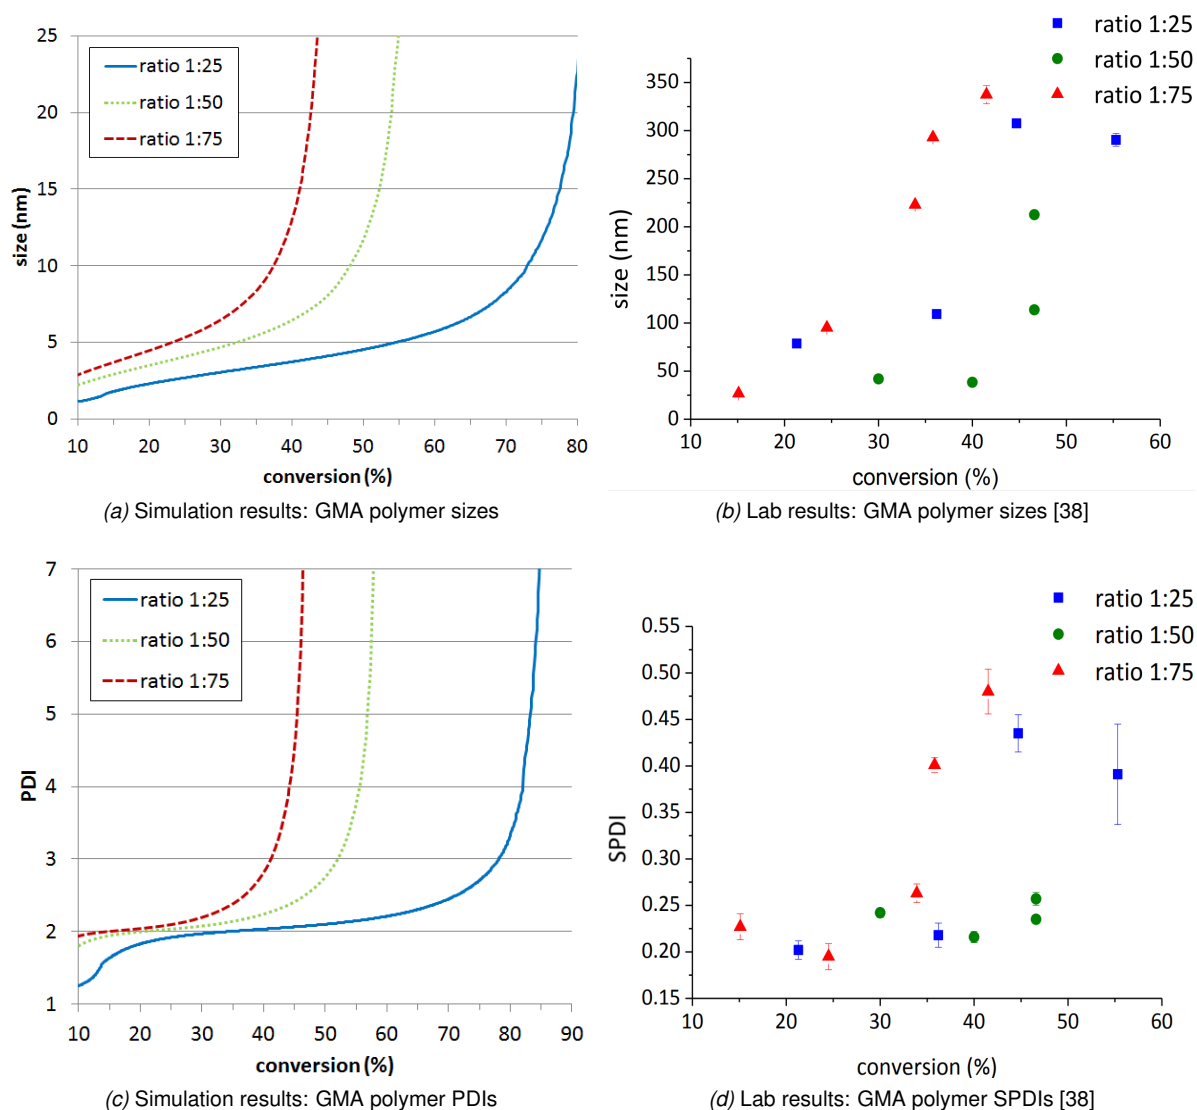 25
20
15
10
5
0
size (nm)
ratio 1:25
ratio 1:50
ratio 1:75
10 20 30 40 50 60 70 80
conversion (%)
(a) Simulation results: GMA polymer sizes
ratio 1:25
ratio 1:50
ratio 1:75
350
300
250
200
150
100
50
0
size (nm)
10 20 30 40 50 60
conversion (%)
(b) Lab results: GMA polymer sizes [38]
7
6
5
4
3
2
1
PDI
ratio 1:25
ratio 1:50
ratio 1:75
10 20 30 40 50 60 70 80 90
conversion (%)
(c) Simulation results: GMA polymer PDIs
ratio 1:25
ratio 1:50
ratio 1:75
0.55
0.50
0.45
0.40
0.35
0.30
0.25
0.20
0.15
SPDI
10 20 30 40 50 60
conversion (%)
(d) Lab results: GMA polymer SPDIs [38]